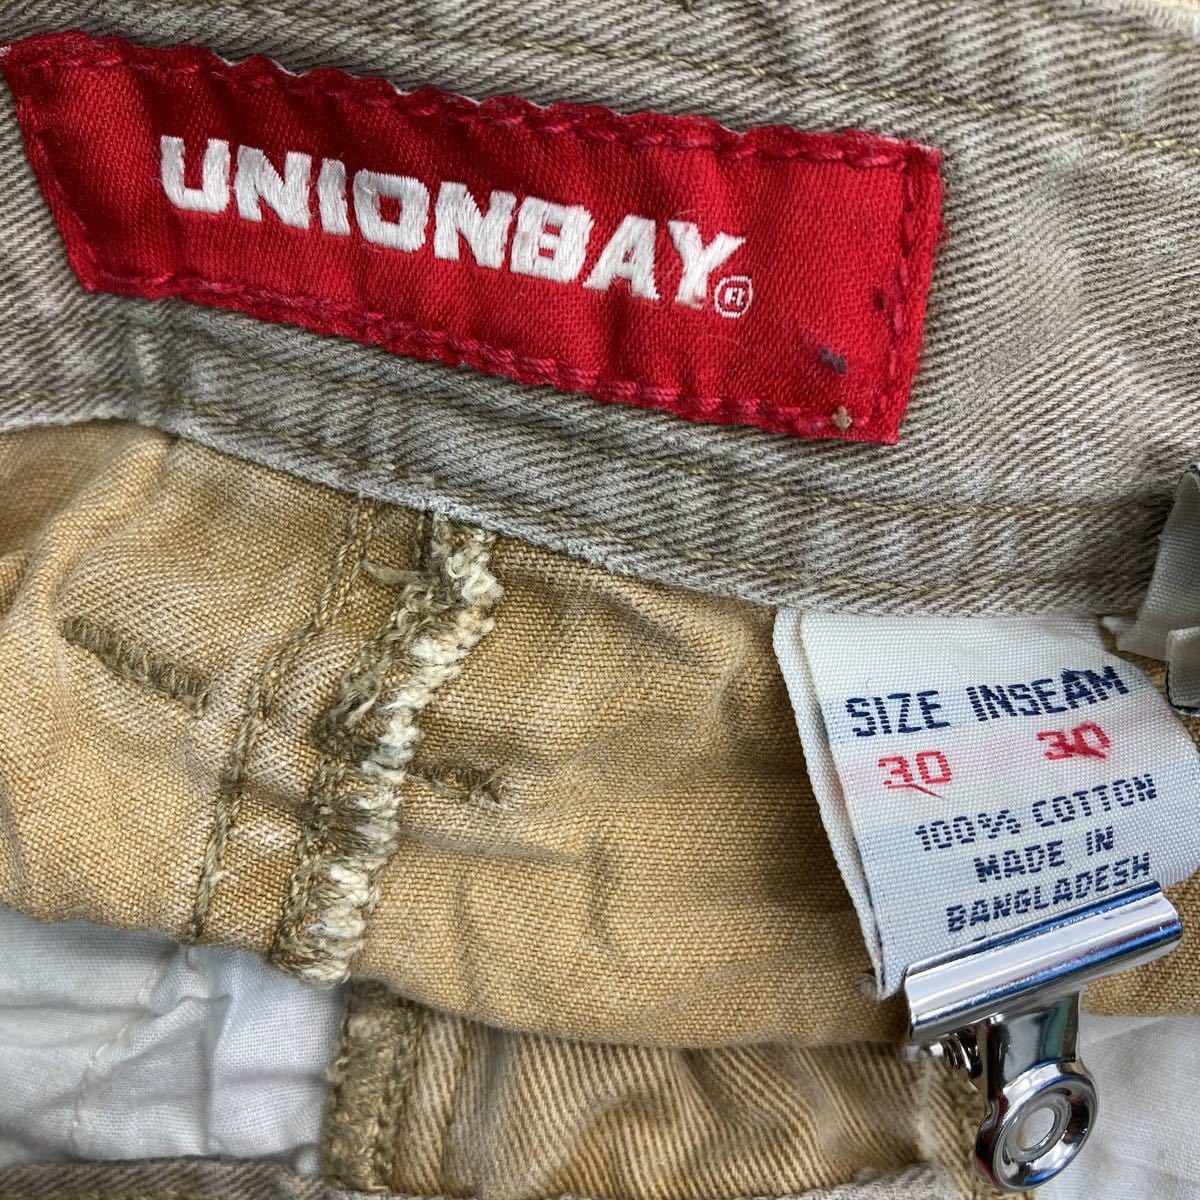 UNIONBAY®
SIZE INSEAM
30 30
100% COTTON
MADE IN
BANGLADESH